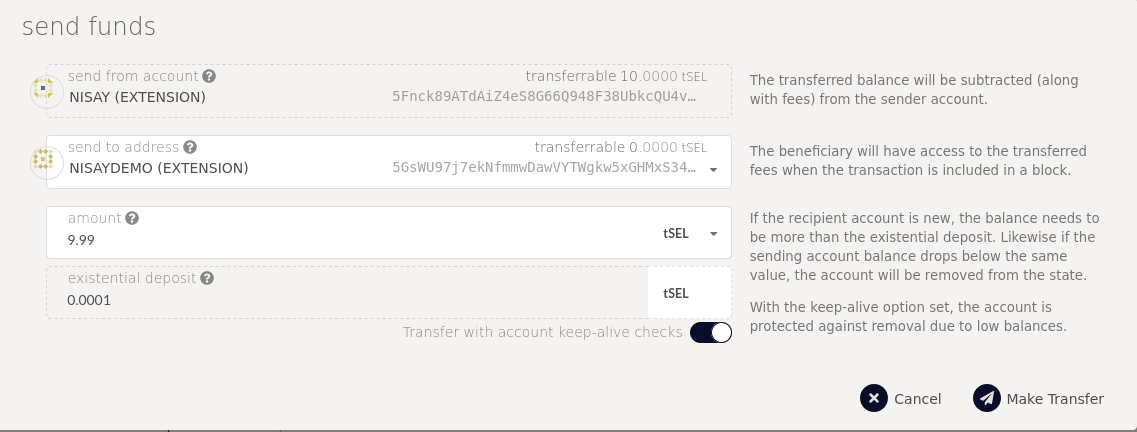 send funds
send from account
transferrable 10.0000 tSEL
NISAY (EXTENSION)
5Fnck89ATdAiZ4eS8G66Q948F38UbkcQU4v…
The transferred balance will be subtracted (along
with fees) from the sender account.
send to address
transferrable 0.0000 tSEL
NISAYDEMO (EXTENSION)
5GsWU97j7ekNfmmwDawVYTWgkw5xGHMxS34…
The beneficiary will have access to the transferred
fees when the transaction is included in a block.
amount
9.99
tSEL
If the recipient account is new, the balance needs to
be more than the existential deposit. Likewise if the
sending account balance drops below the same
value, the account will be removed from the state.
existential deposit
0.0001
tSEL
With the keep-alive option set, the account is
protected against removal due to low balances.
Transfer with account keep-alive checks
Cancel
Make Transfer